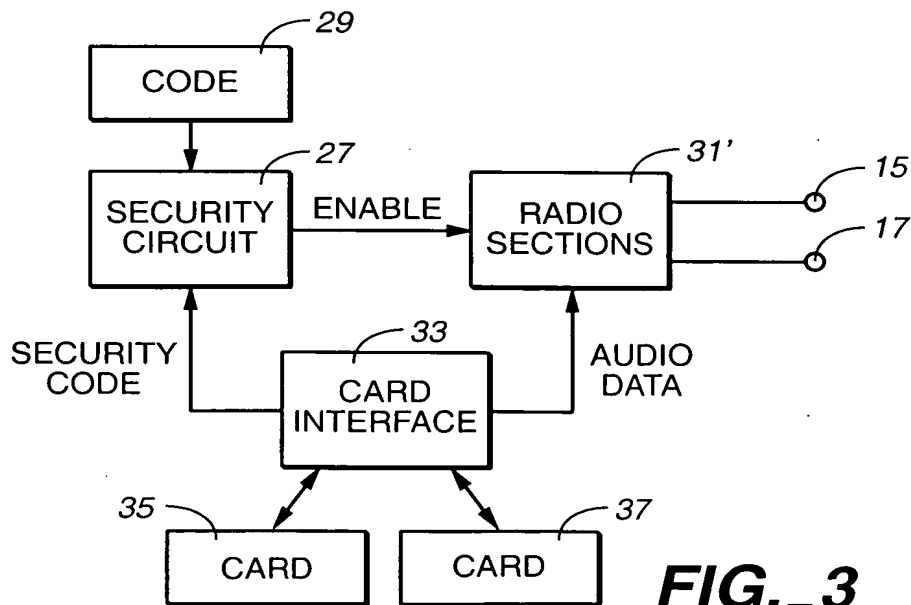 29
CODE
27
31'
15
SECURITY
CIRCUIT
ENABLE
RADIO
SECTIONS
17
SECURITY
CODE
33
CARD
INTERFACE
AUDIO
DATA
35
CARD
37
CARD
FIG._3